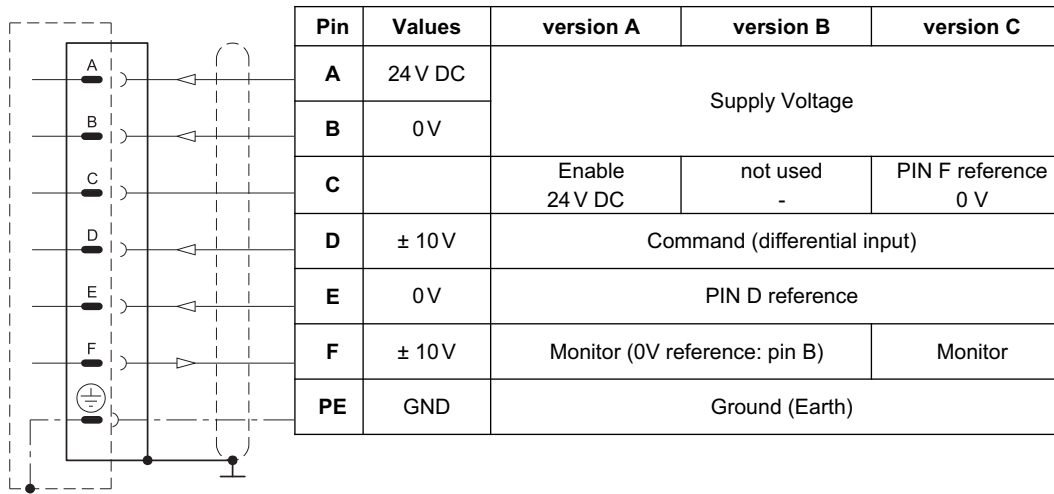 Pin Values version A version B version C
A 24 V DC Supply Voltage
B 0 V
C Enable 24 V DC not used - PIN F reference 0 V
D ± 10 V Command (differential input)
E 0 V PIN D reference
F ± 10 V Monitor (0V reference: pin B) Monitor
PE GND Ground (Earth)
A
B
C
D
E
F